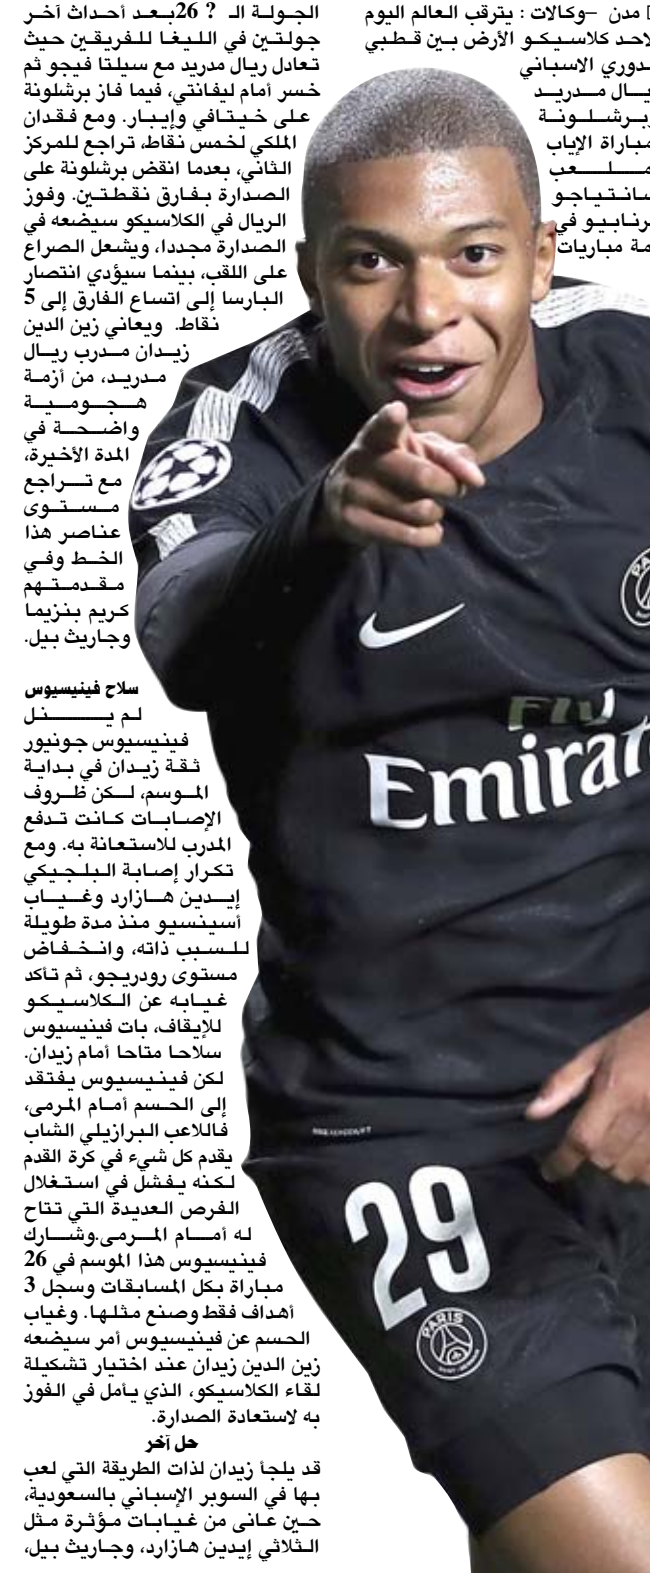 مدن –وكالات : يترقب العالم اليوم
لاحد كلاسيكو الأرض بين قطبي
دوري الاسباني
يال مدريد
وبرشلونة
مباراة الإياب
ملعب
سانتياجو
رنابيو في
مة مباريات
الجولة الـ ? 26بعد أحداث آخر
جولتين في الليغا للفريقين حيث
تعادل ريال مدريد مع سيلتا فيجو ثم
خسر أمام ليفانتي، فيما فاز برشلونة
على خيتافي وإيبار. ومع فقدان
الملكي لخمس نقاط، تراجع للمركز
الثاني، بعدما انقض برشلونة على
الصدارة بفارق نقطتين. وفوز
الريال في الكلاسيكو سيضعه في
الصدارة مجددا، ويشعل الصراع
على اللقب، بينما سيؤدي انتصار
البارسا إلى اتساع الفارق إلى 5
نقاط. ويعاني زين الدين
زيدان مدرب ريال
مدريد، من أزمة
هجومية
واضحة في
المدة الأخيرة،
مع تراجع
مستوى
عناصر هذا
الخط وفي
مقدمتهم
كريم بنزيما
وجاريث بيل.
سلاح فينيسيوس
لم ينل
فينيسيوس جونيور
ثقة زيدان في بداية
الموسم، لكن ظروف
الإصابات كانت تدفع
المدرب للاستعانة به. ومع
تكرار إصابة البلجيكي
إيدين هازارد وغياب
أسينسيو منذ مدة طويلة
للسبب ذاته، وانخفاض
مستوى رودريجو، ثم تأكد
غيابه عن الكلاسيكو
للإيقاف، بات فينيسيوس
سلاحا متاحا أمام زيدان.
لكن فينيسيوس يفتقد
إلى الحسم أمام المرمى،
فاللاعب البرازيلي الشاب
يقدم كل شيء في كرة القدم
لكنه يفشل في استغلال
الفرص العديدة التي تتاح
له أمام المرمى.وشارك
فينيسيوس هذا الموسم في 26
مباراة بكل المسابقات وسجل 3
أهداف فقط وصنع مثلها. وغياب
الحسم عن فينيسيوس أمر سيضعه
زين الدين زيدان عند اختيار تشكيلة
لقاء الكلاسيكو، الذي يأمل في الفوز
به لاستعادة الصدارة.
حل آخر
قد يلجأ زيدان لذات الطريقة التي لعب
بها في السوبر الإسباني بالسعودية،
حين عانى من غيابات مؤثرة مثل
الثلاثي إيدين هازارد، وجاريث بيل،
Fly
Emirat
29
PARIS